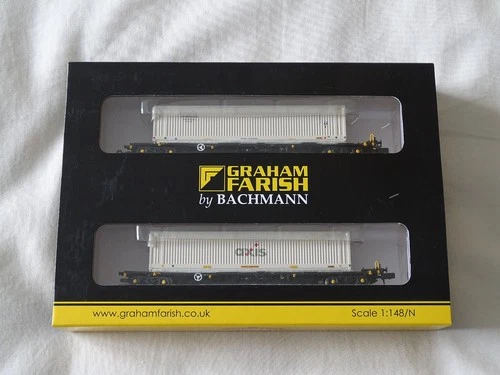 GRAHAM
FARISH
by BACHMANN
axis
www.grahamfarish.co.uk
Scale 1:148/N